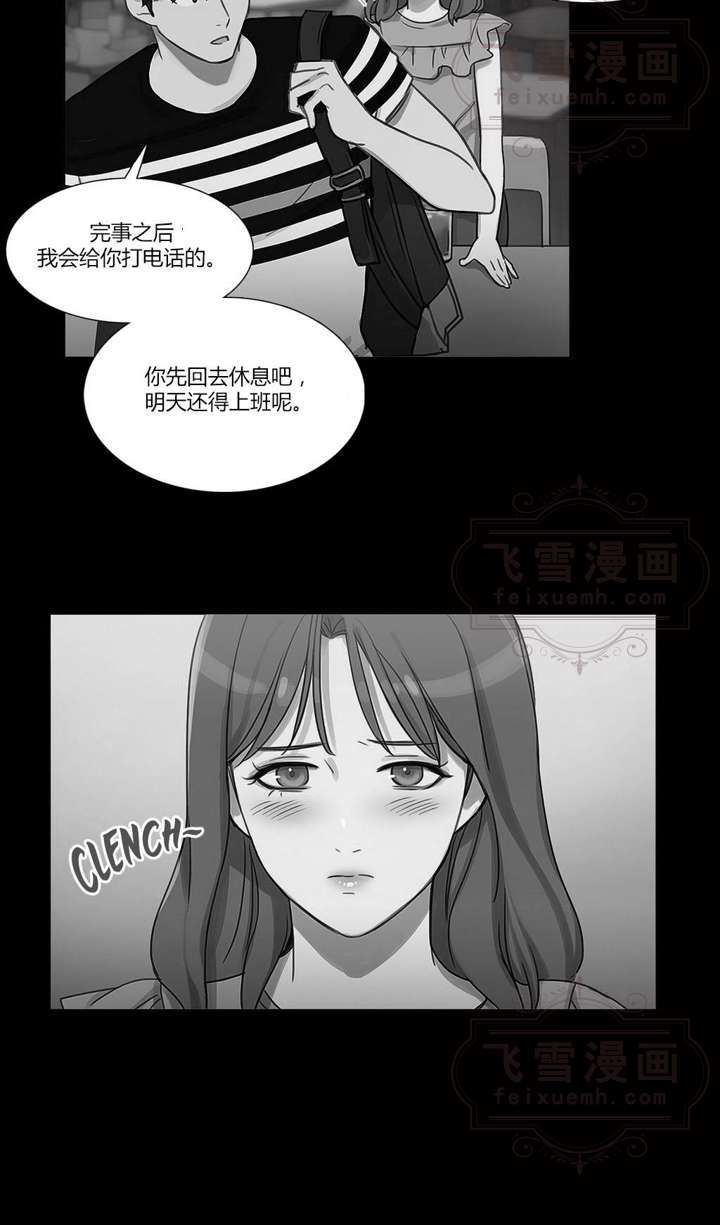 飞雪漫画
feixuemh.com
完事之后
我会给你打电话的。
你先回去休息吧，
明天还得上班呢。
飞雪漫画
feixuemh.com
CLENCH~
飞雪漫画
feixuemh.com